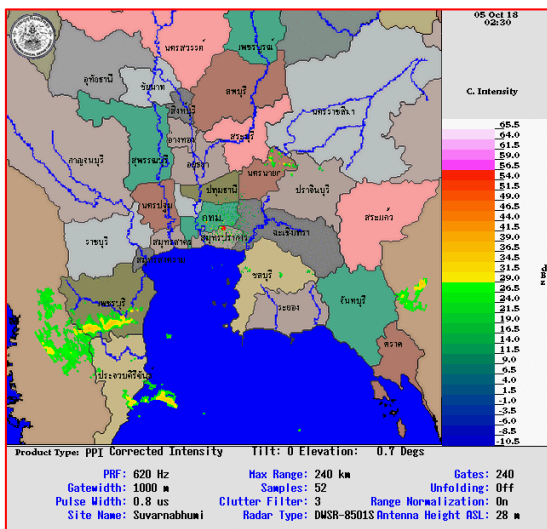 05 Oct 18
02:30
C. Intensity
65.5
64.0
61.5
59.0
56.5
54.0
51.5
49.0
46.5
44.0
41.5
39.0
36.5
34.0
31.5
29.0
26.5
24.0
21.5
19.0
16.5
14.0
11.5
9.0
6.5
4.0
1.5
-1.0
-3.5
-6.0
-8.5
-10.5
นครสวรรค์
เพชรบูรณ์
อุทัยธานี
ชัยนาท
ลพบุรี
สิงห์บุรี
นครราชสีมา
อ่างทอง
สระบุรี
กาญจนบุรี
สุพรรณบุรี
อยุธยา
นครนายก
ปราจีนบุรี
ปทุมธานี
นครปฐม
กทม.
สระแก้ว
ราชบุรี
สมุทรสาคร
สมุทรปราการ
ฉะเชิงเทรา
ชลบุรี
เพชรบุรี
ระยอง
จันทบุรี
ตราด
ประจวบคีรีขันธ์
Product Type: PPI Corrected Intensity Tilt: 0 Elevation: 0.7 Degs
PRF: 620 Hz Max Range: 240 km Gates: 240
Gatewidth: 1000 m Samples: 52 Unfolding: Off
Pulse Width: 0.8 us Clutter Filter: 3 Range Normalization: On
Site Name: Suvarnabhumi Radar Type: DWSR-8501S Antenna Height ASL: 28 m